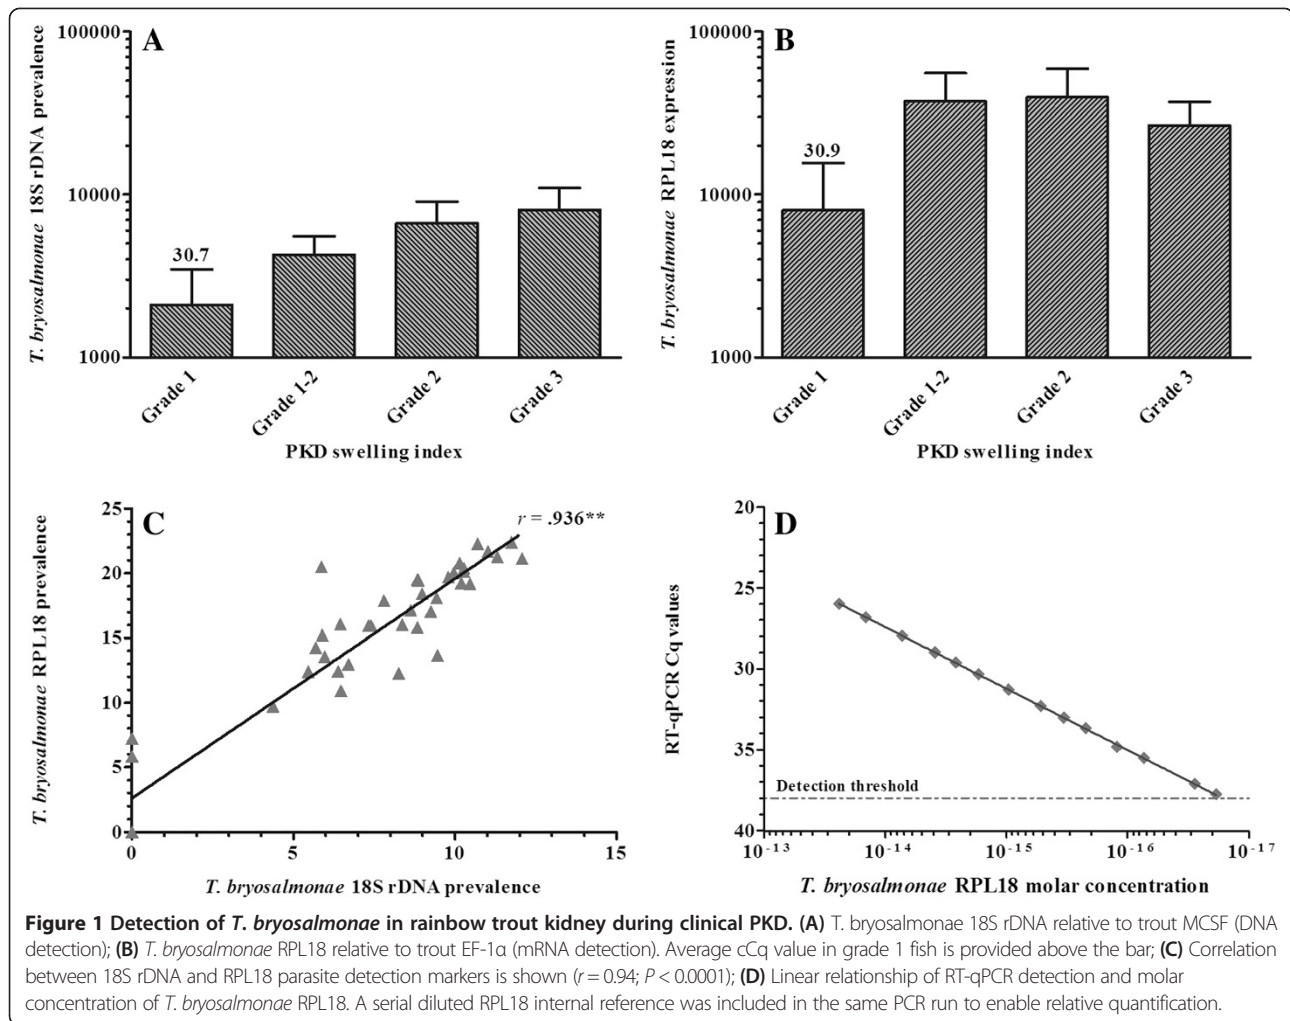 A
T. bryosalmonae 18S rDNA prevalence
100000
10000
1000
30.7
Grade 1
Grade 1-2
Grade 2
Grade 3
PKD swelling index
B
T. bryosalmonae RPL18 expression
100000
10000
1000
30.9
Grade 1
Grade 1-2
Grade 2
Grade 3
PKD swelling index
C
T. bryosalmonae RPL18 prevalence
25
20
15
10
5
0
r = .936**
0
5
10
15
T. bryosalmonae 18S rDNA prevalence
D
RT-qPCR Cq values
20
25
30
35
40
Detection threshold
10-13
10-14
10-15
10-16
10-17
T. bryosalmonae RPL18 molar concentration
Figure 1 Detection of T. bryosalmonae in rainbow trout kidney during clinical PKD. (A) T. bryosalmonae 18S rDNA relative to trout MCSF (DNA
detection); (B) T. bryosalmonae RPL18 relative to trout EF-1α (mRNA detection). Average cCq value in grade 1 fish is provided above the bar; (C) Correlation
between 18S rDNA and RPL18 parasite detection markers is shown (r = 0.94; P < 0.0001); (D) Linear relationship of RT-qPCR detection and molar
concentration of T. bryosalmonae RPL18. A serial diluted RPL18 internal reference was included in the same PCR run to enable relative quantification.